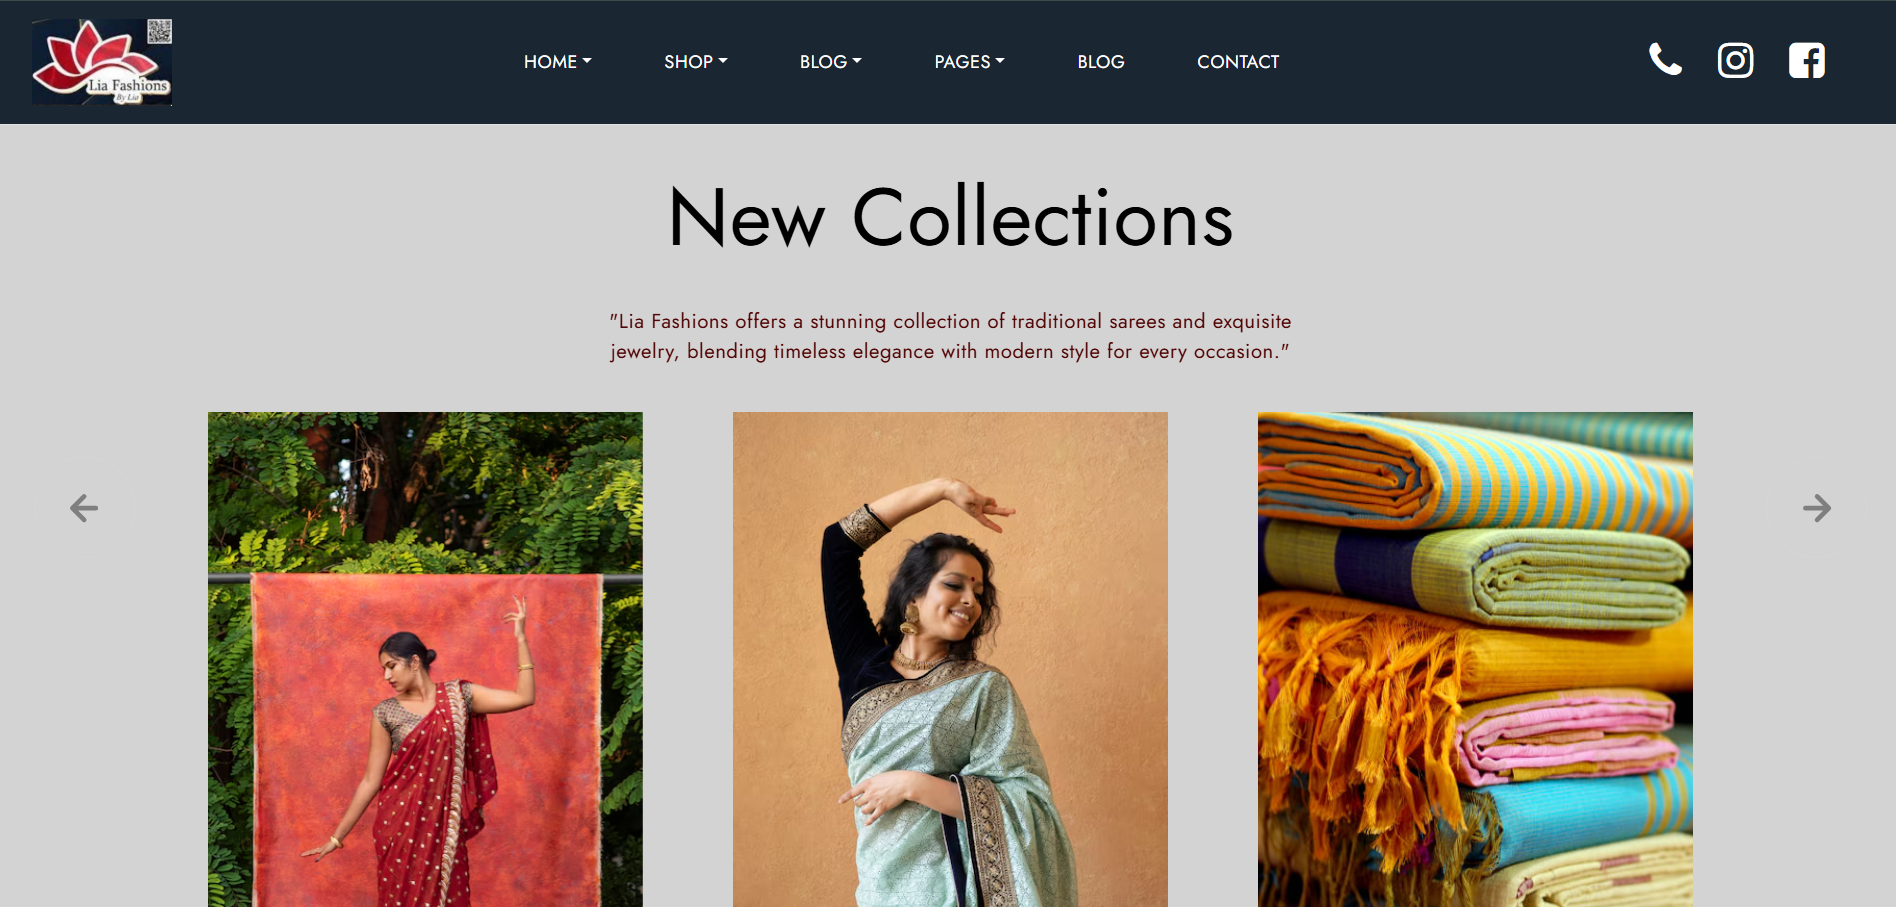 Lia Fashions
By Lia
HOME
SHOP
BLOG
PAGES
BLOG
CONTACT
New Collections
"Lia Fashions offers a stunning collection of traditional sarees and exquisite
jewelry, blending timeless elegance with modern style for every occasion."